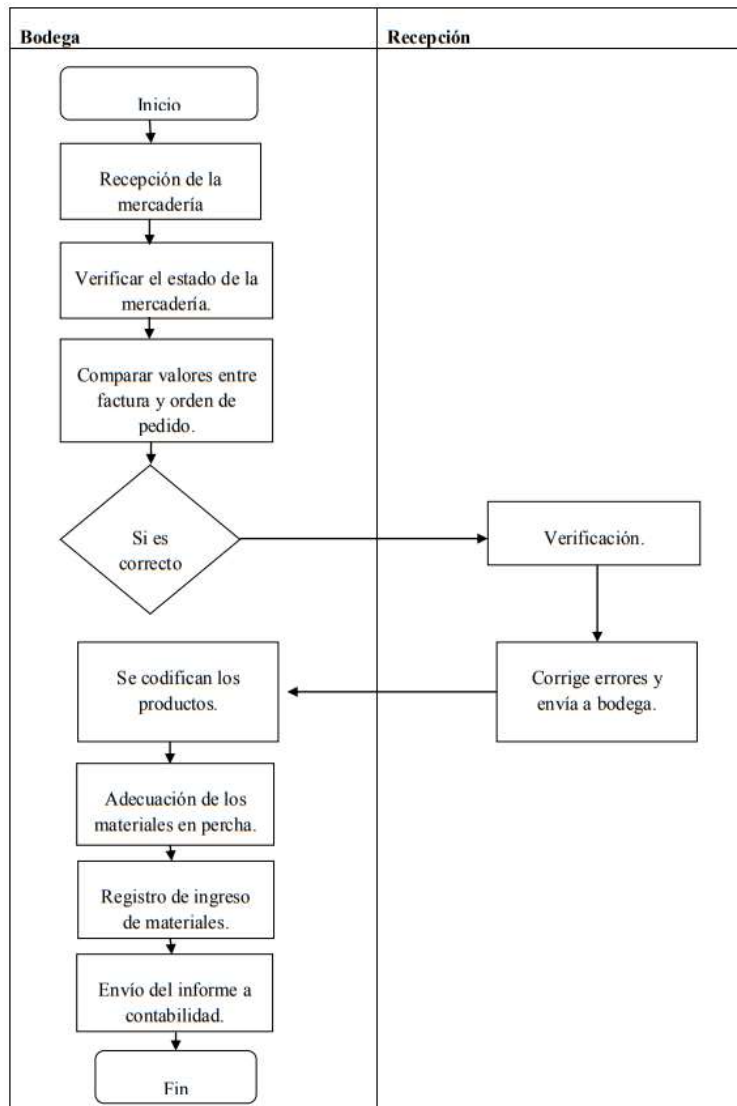 Bodega
Recepción
Inicio
Recepción de la
mercadería
Verificar el estado de la
mercadería.
Comparar valores entre
factura y orden de
pedido.
Si es
correcto
Verificación.
Corrige errores y
envía a bodega.
Se codifican los
productos.
Adecuación de los
materiales en percha.
Registro de ingreso
de materiales.
Envío del informe a
contabilidad.
Fin